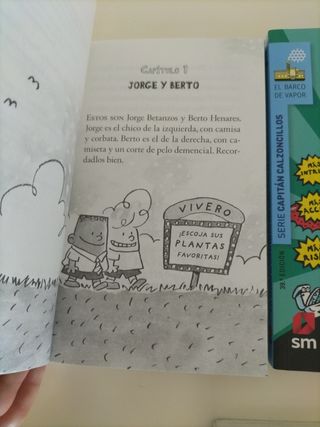 CAPÍTULO 1
JORGE Y BERTO
ESTOS SON Jorge Betanzos y Berto Henares.
Jorge es el chico de la izquierda, con camisa
y corbata. Berto es el de la derecha, con ca-
miseta y un corte de pelo demencial. Recor-
dadlos bien.
VIVERO
¡ESCOJA SUS
PLANTAS
FAVORITAS!
EL BARCO
DE VAPOR
SERIE CAPITÁN CALZONCILLOS
MÁS
MÁS
sm